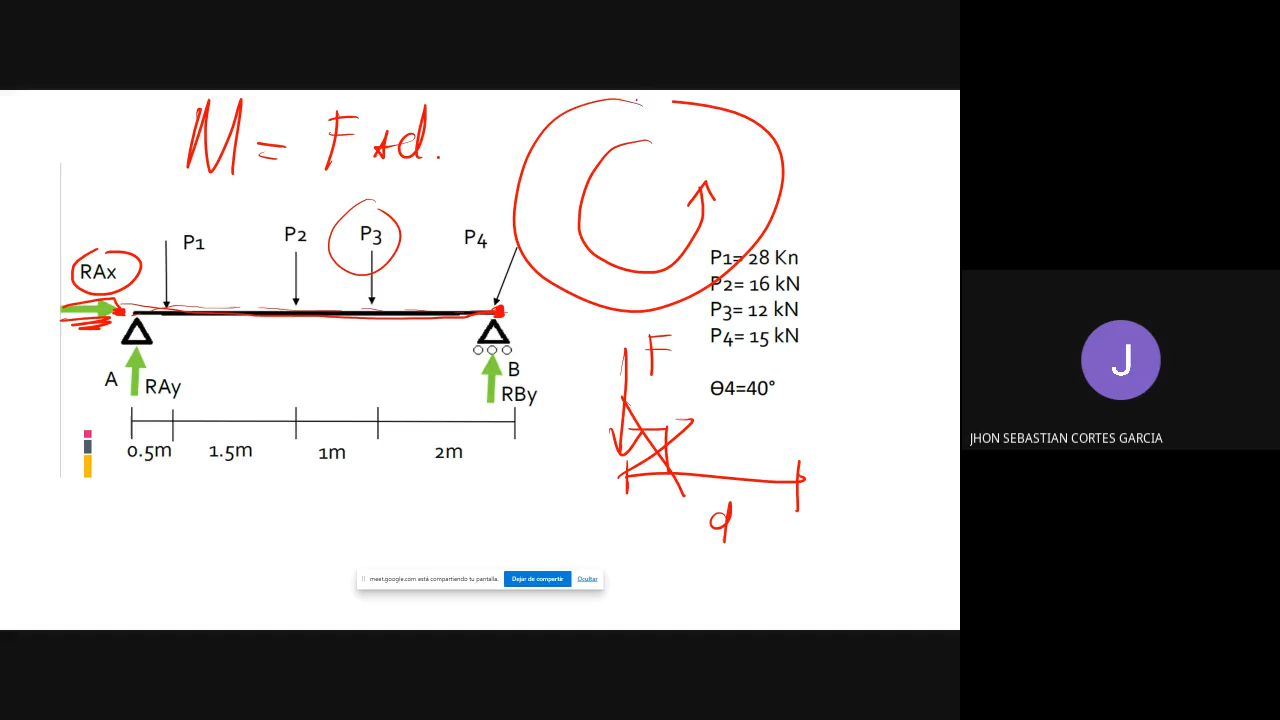 M = F * d.
P1
P2
P3
P4
RAx
P1= 28 Kn
P2= 16 kN
P3= 12 kN
P4= 15 kN
F
A
RAy
B
RBy
Ɵ4=40°
0.5m
1.5m
1m
2m
d
J
JHON SEBASTIAN CORTES GARCIA
meet.google.com está compartiendo tu pantalla.
Dejar de compartir
Ocultar